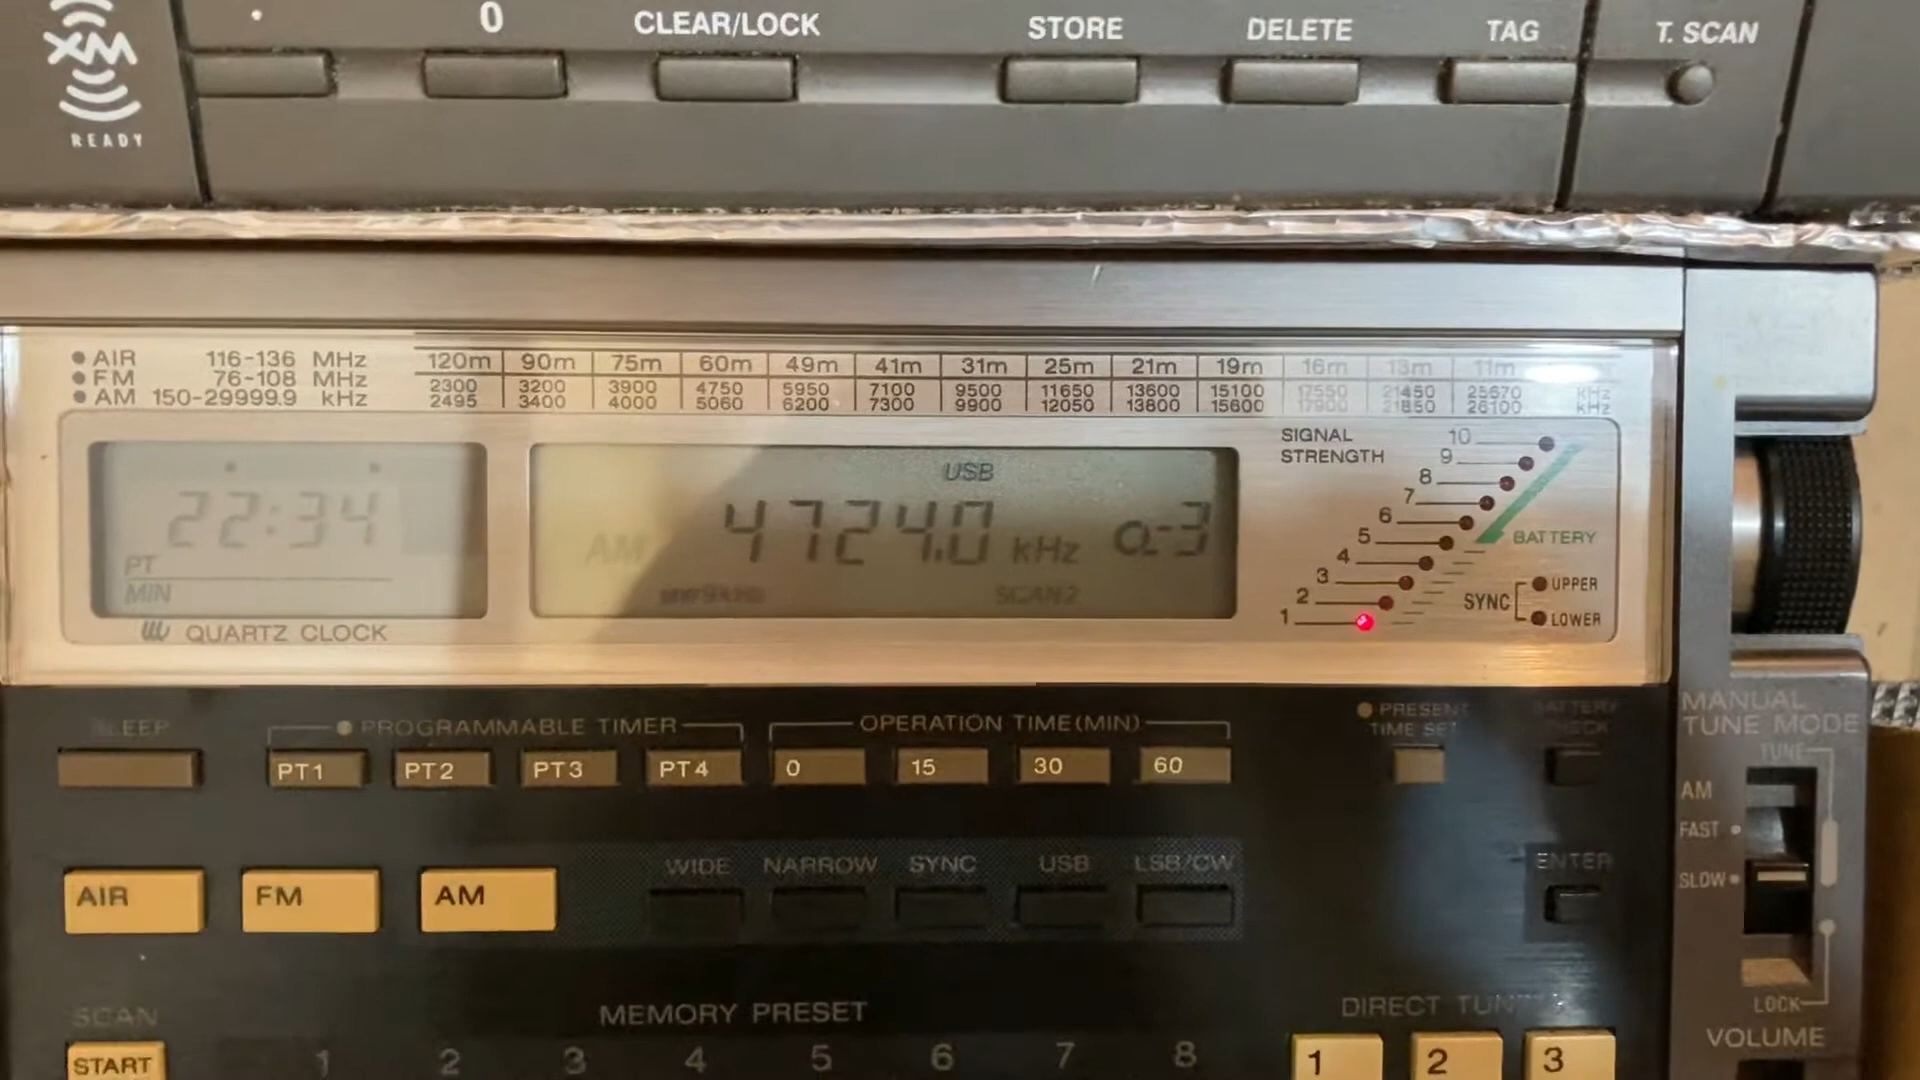 XM
READY
. 0 CLEAR/LOCK STORE DELETE TAG T. SCAN
AIR 116-136 MHz
FM 76-108 MHz
AM 150-29999.9 kHz
120m 90m 75m 60m 49m 41m 31m 25m 21m 19m 16m 13m 11m
2300 3200 3900 4750 5950 7100 9500 11650 13600 15100 17550 21450 25670 kHz
2495 3400 4000 5060 6200 7300 9900 12050 13800 15600 17900 21850 26100 kHz
22:34
PT
MIN
QUARTZ CLOCK
USB
AM 4724.0 kHz a-3
MW9kHz SCAN2
SIGNAL
STRENGTH
10
9
8
7
6
5
4
3
2
1
BATTERY
SYNC
UPPER
LOWER
SLEEP
PROGRAMMABLE TIMER
PT1 PT2 PT3 PT4
OPERATION TIME(MIN)
0 15 30 60
PRESENT
TIME SET
BATTERY
CHECK
MANUAL
TUNE MODE
TUNE
AM
FAST
SLOW
LOCK
VOLUME
AIR FM AM
WIDE NARROW SYNC USB LSB/CW
ENTER
SCAN
START
MEMORY PRESET
1 2 3 4 5 6 7 8
DIRECT
1 2 3